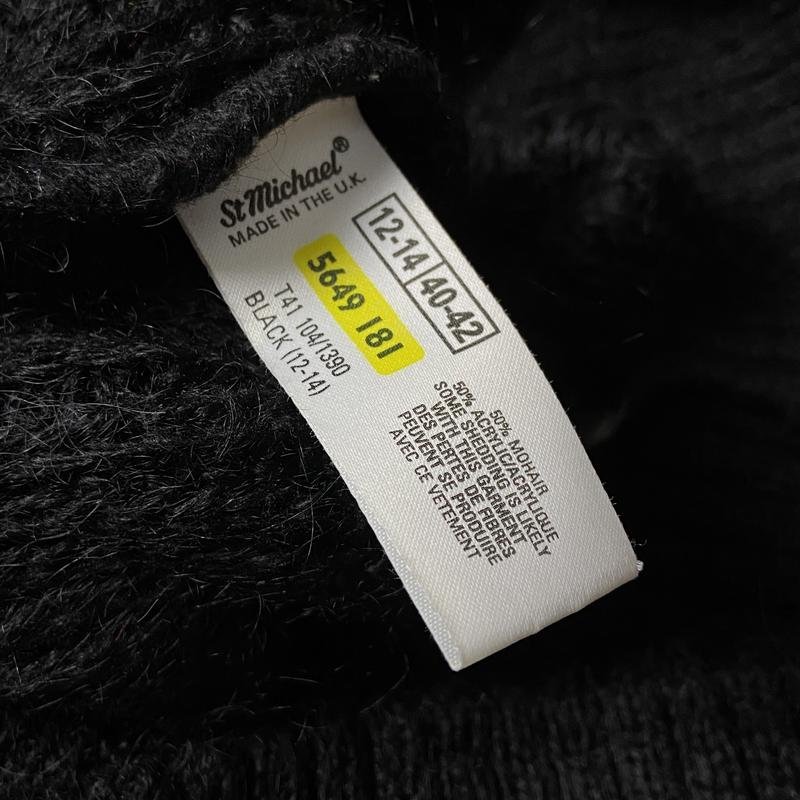 St Michael®
MADE IN THE U.K.
12-14 40-42
5649 181
T41 104/1390
BLACK (12-14)
50% MOHAIR
50% ACRYLIC/ACRYLIQUE
SOME SHEDDING IS LIKELY
WITH THIS GARMENT
DES PERTES DE FIBRES
PEUVENT SE PRODUIRE
AVEC CE VETEMENT